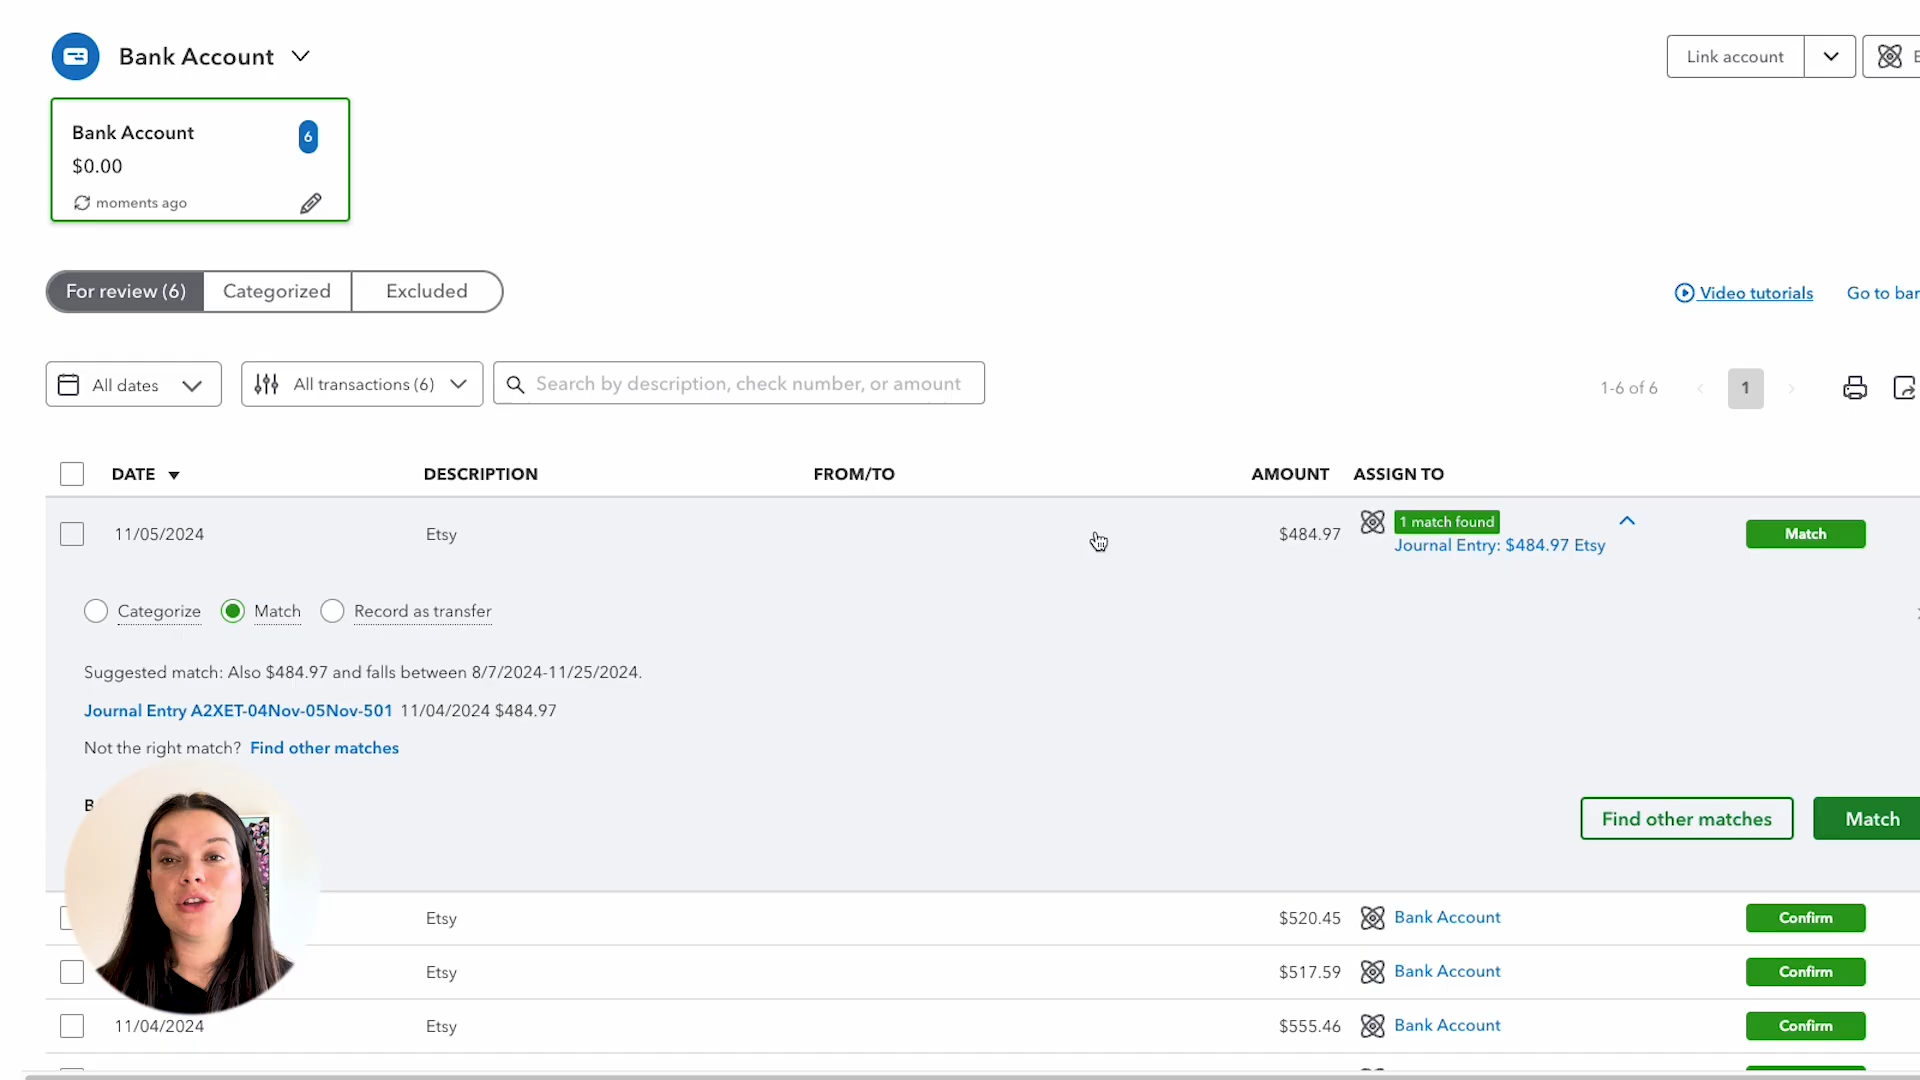 Bank Account
Link account
Bank Account
6
$0.00
moments ago
For review (6)
Categorized
Excluded
Video tutorials
Go to
All dates
All transactions (6)
Search by description, check number, or amount
1-6 of 6
1
DATE
DESCRIPTION
FROM/TO
AMOUNT
ASSIGN TO
11/05/2024
Etsy
$484.97
1 match found
Journal Entry: $484.97 Etsy
Match
Categorize
Match
Record as transfer
Suggested match: Also $484.97 and falls between 8/7/2024-11/25/2024.
Journal Entry A2XET-04Nov-05Nov-501 11/04/2024 $484.97
Not the right match? Find other matches
Find other matches
Match
Etsy
$520.45
Bank Account
Confirm
Etsy
$517.59
Bank Account
Confirm
11/04/2024
Etsy
$555.46
Bank Account
Confirm